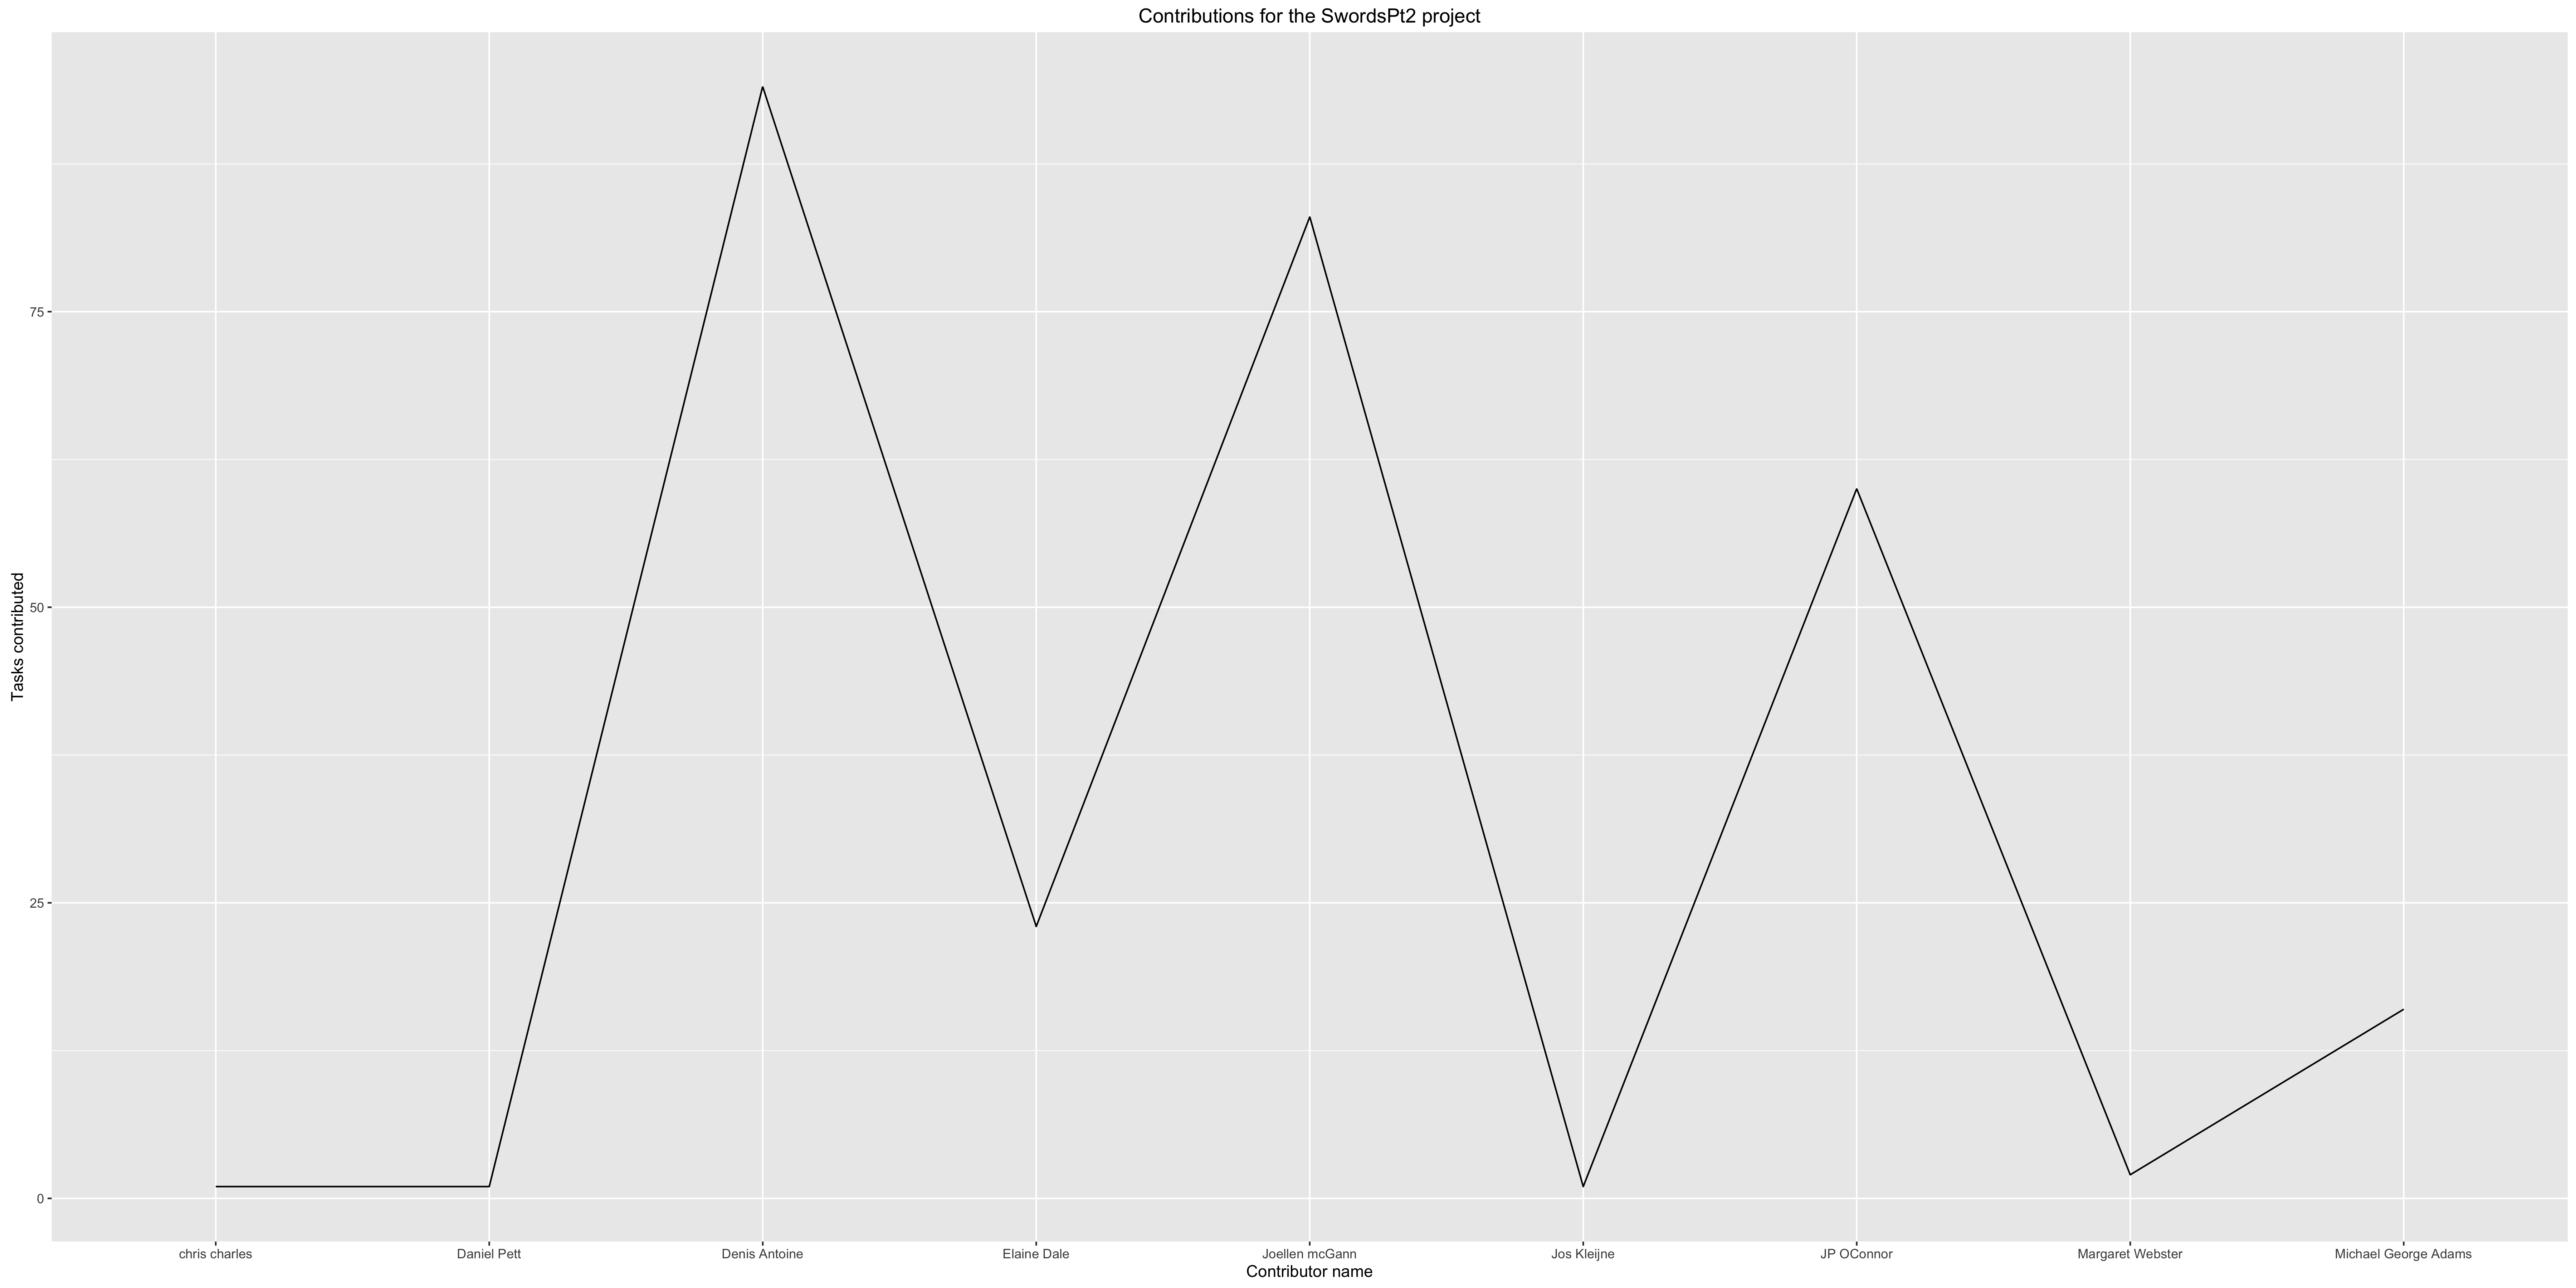 Contributions for the SwordsPt2 project
Tasks contributed
75
50
25
0
chris charles Daniel Pett Denis Antoine Elaine Dale Joellen mcGann Jos Kleijne JP OConnor Margaret Webster Michael George Adams
Contributor name